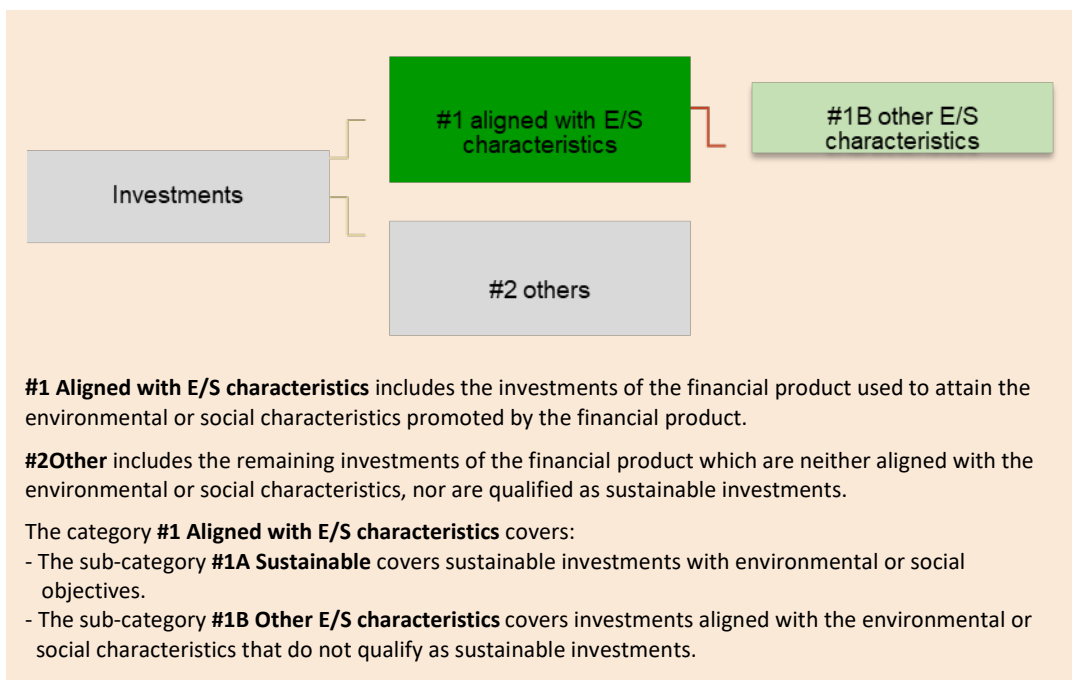 #1 aligned with E/S
characteristics
#1B other E/S
characteristics
Investments
#2 others
#1 Aligned with E/S characteristics includes the investments of the financial product used to attain the
environmental or social characteristics promoted by the financial product.
#2Other includes the remaining investments of the financial product which are neither aligned with the
environmental or social characteristics, nor are qualified as sustainable investments.
The category #1 Aligned with E/S characteristics covers:
- The sub-category #1A Sustainable covers sustainable investments with environmental or social
objectives.
- The sub-category #1B Other E/S characteristics covers investments aligned with the environmental or
social characteristics that do not qualify as sustainable investments.